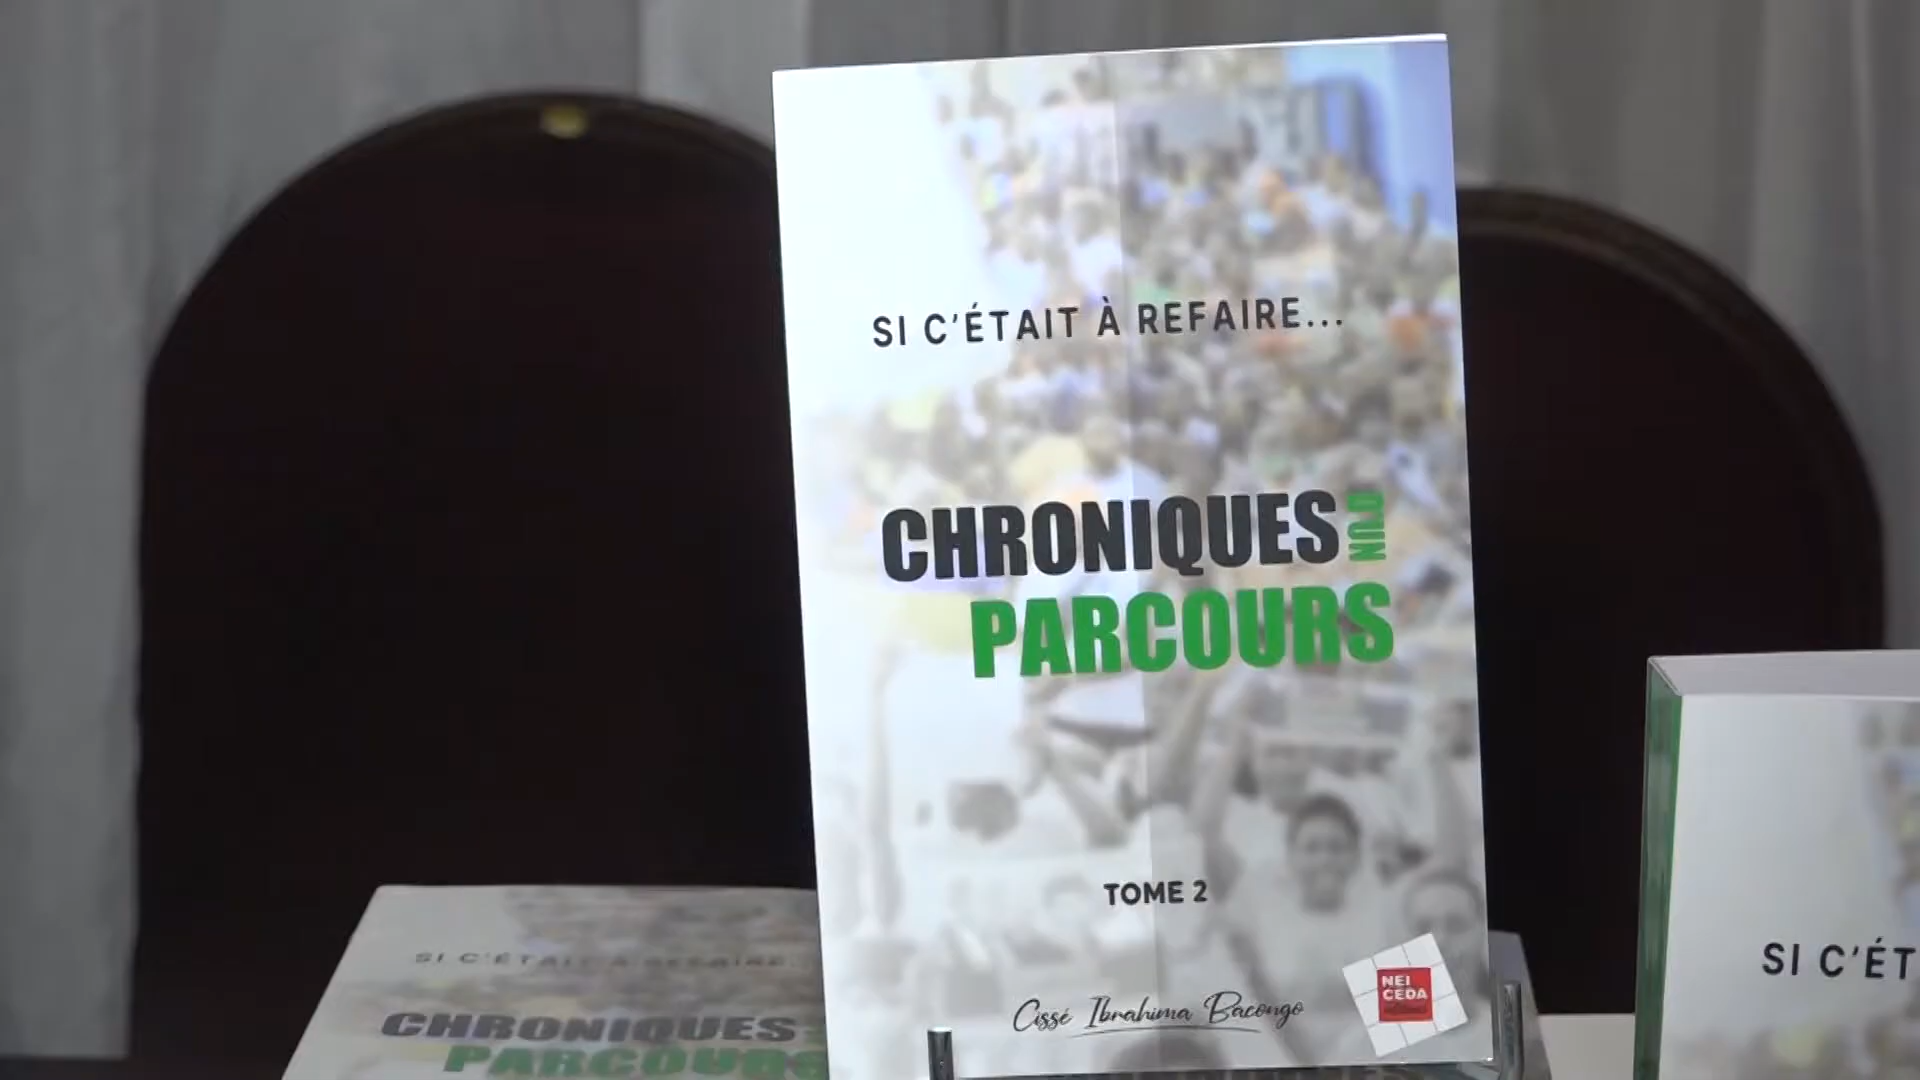 SI C'ÉTAIT À REFAIRE...
CHRONIQUES D'UN
PARCOURS
TOME 2
Cissé Ibrahima Bacongo
NEI
CEDA
SI C'ÉTAIT À REFAIRE...
CHRONIQUES
PARCOURS
SI C'ÉT